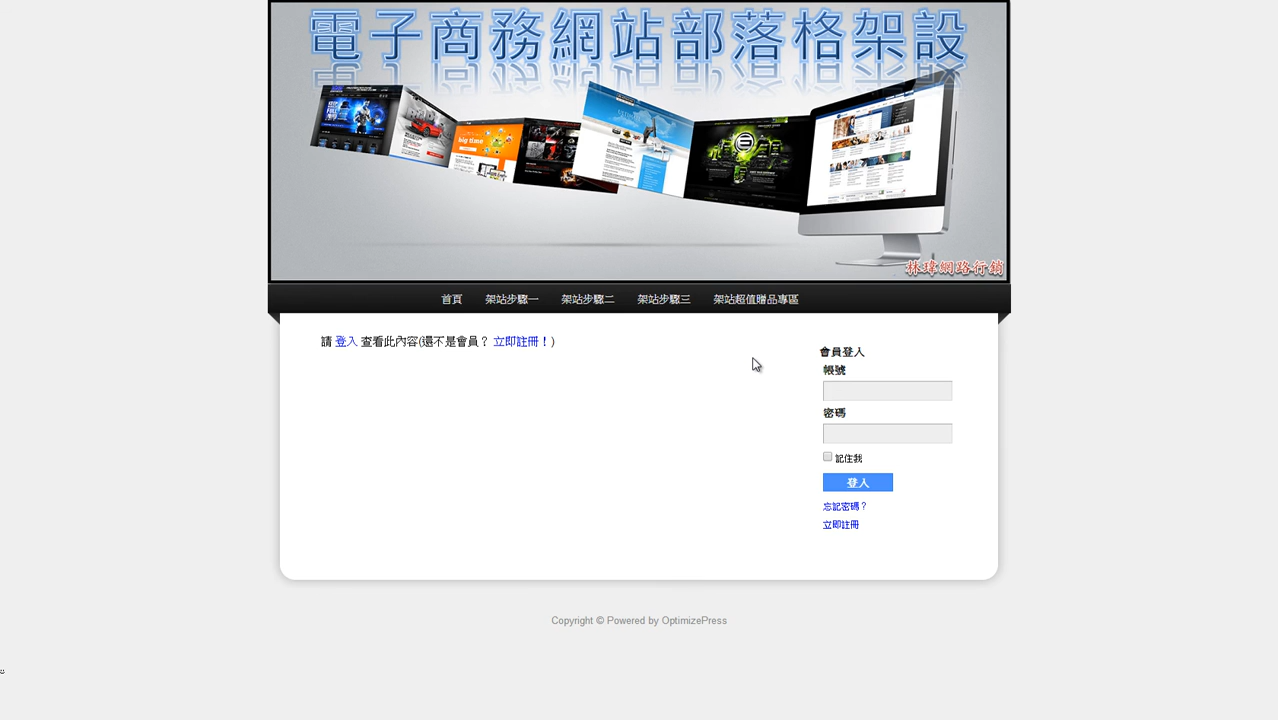 電子商務網站部落格架設
big time
林瑋網路行銷
首頁 架站步驟一 架站步驟二 架站步驟三 架站超值贈品專區
請 登入 查看此內容(還不是會員？ 立即註冊！)
會員登入
帳號
密碼
記住我
登入
忘記密碼？
立即註冊
Copyright © Powered by OptimizePress